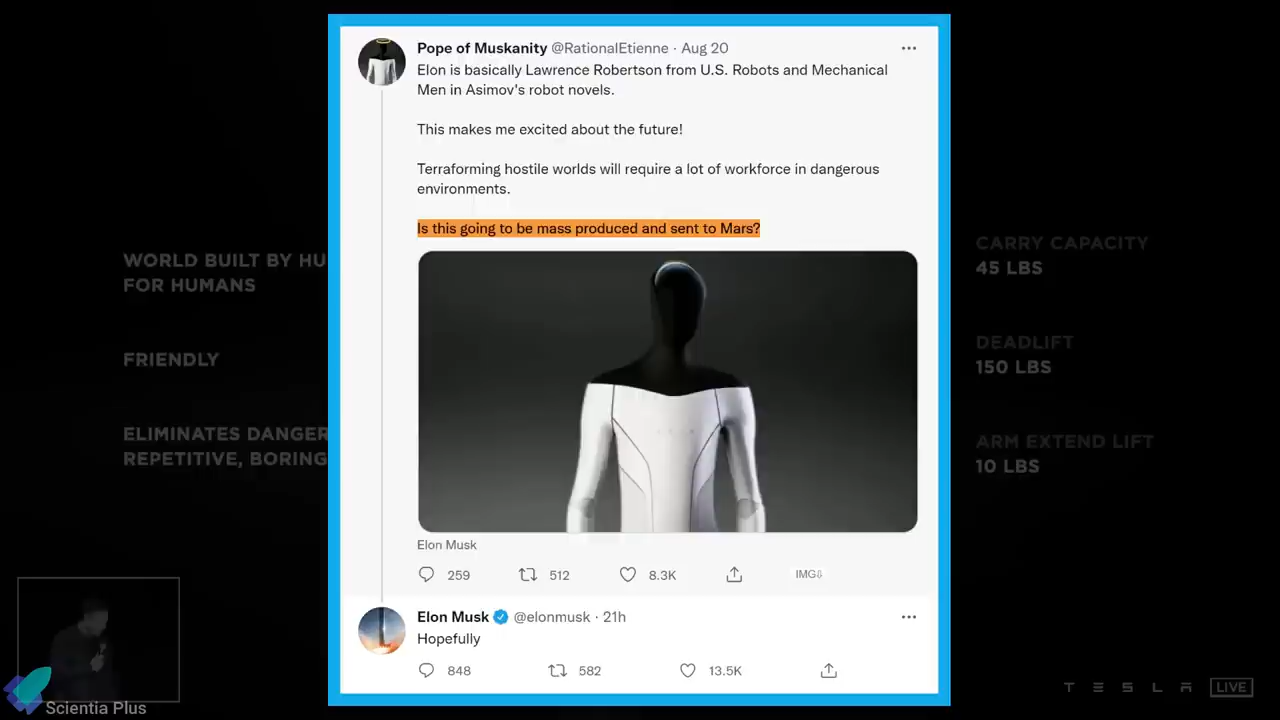 Pope of Muskanity @RationalEtienne · Aug 20
Elon is basically Lawrence Robertson from U.S. Robots and Mechanical
Men in Asimov's robot novels.
This makes me excited about the future!
Terraforming hostile worlds will require a lot of workforce in dangerous
environments.
Is this going to be mass produced and sent to Mars?
Elon Musk
259 512 8.3K IMG⇩
Elon Musk @elonmusk · 21h
Hopefully
848 582 13.5K
WORLD BUILT BY HU
FOR HUMANS
FRIENDLY
ELIMINATES DANGER
REPETITIVE, BORING
CARRY CAPACITY
45 LBS
DEADLIFT
150 LBS
ARM EXTEND LIFT
10 LBS
TESLA LIVE
Scientia Plus